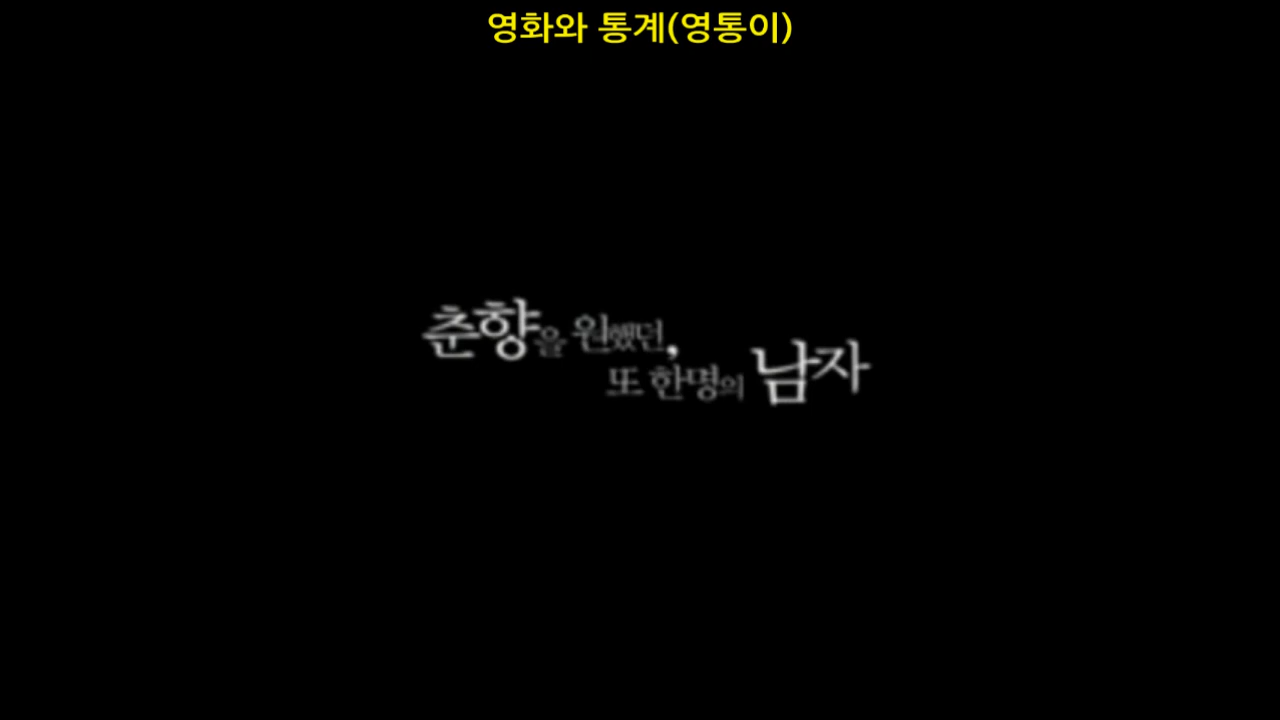 영화와 통계(영통이)
춘향을 원했던,
또 한명의 남자